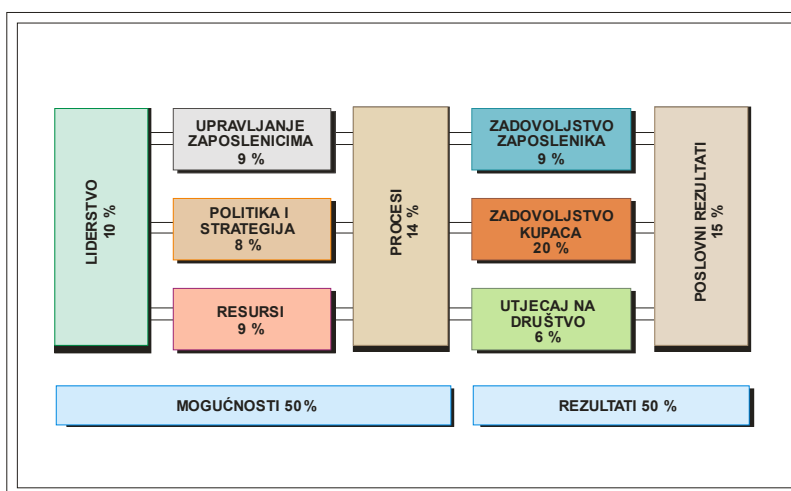 LIDERSTVO
10 %
UPRAVLJANJE
ZAPOSLENICIMA
9 %
POLITIKA I
STRATEGIJA
8 %
RESURSI
9 %
PROCESI
14 %
ZADOVOLJSTVO
ZAPOSLENIKA
9 %
ZADOVOLJSTVO
KUPACA
20 %
UTJECAJ NA
DRUŠTVO
6 %
POSLOVNI REZULTATI
15 %
MOGUĆNOSTI 50%
REZULTATI 50 %